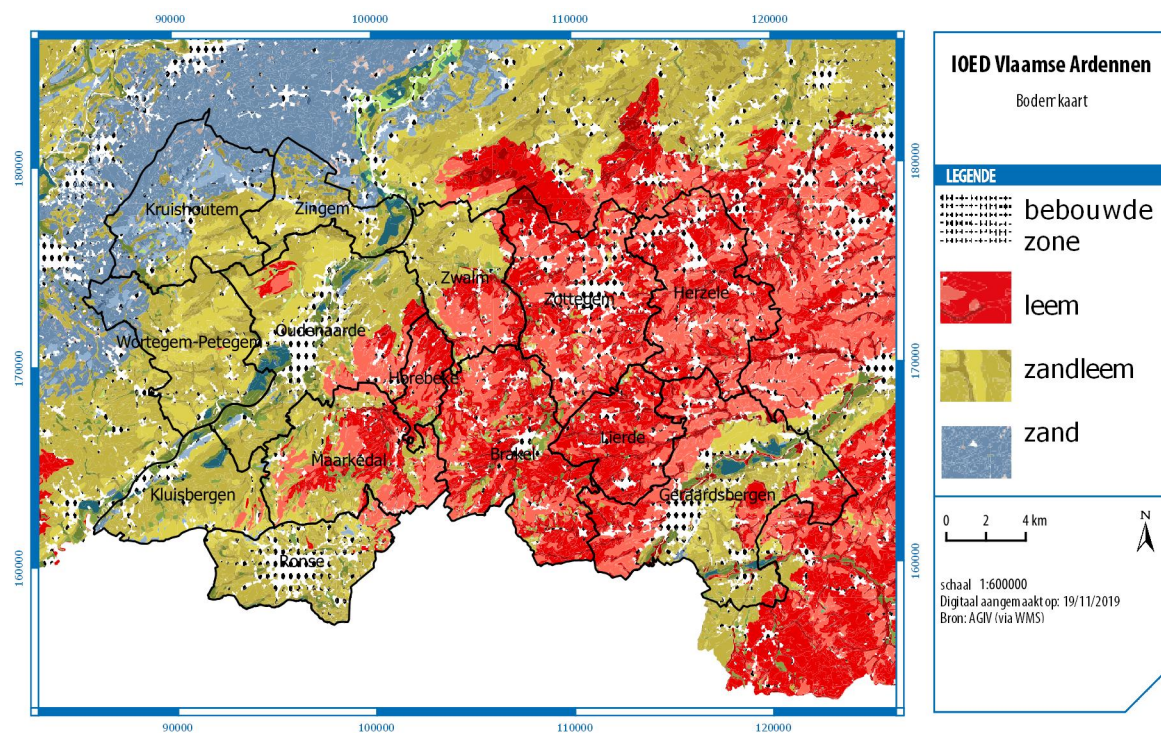 90000 100000 110000 120000
180000 180000
170000 170000
160000 160000
90000 100000 110000 120000
Kruishoutem
Zingem
Zwalm
Zottegem
Herzele
Oudenaarde
Wortegem-Petegem
Horebeke
Lierde
Brakel
Maarkedal
Kluisbergen
Geraardsbergen
Ronse
IOED Vlaamse Ardennen
Bodemkaart
LEGENDE
bebouwde
zone
leem
zandleem
zand
0 2 4 km
N
schaal 1:600000
Digitaal aangemaakt op: 19/11/2019
Bron: AGIV (via WMS)